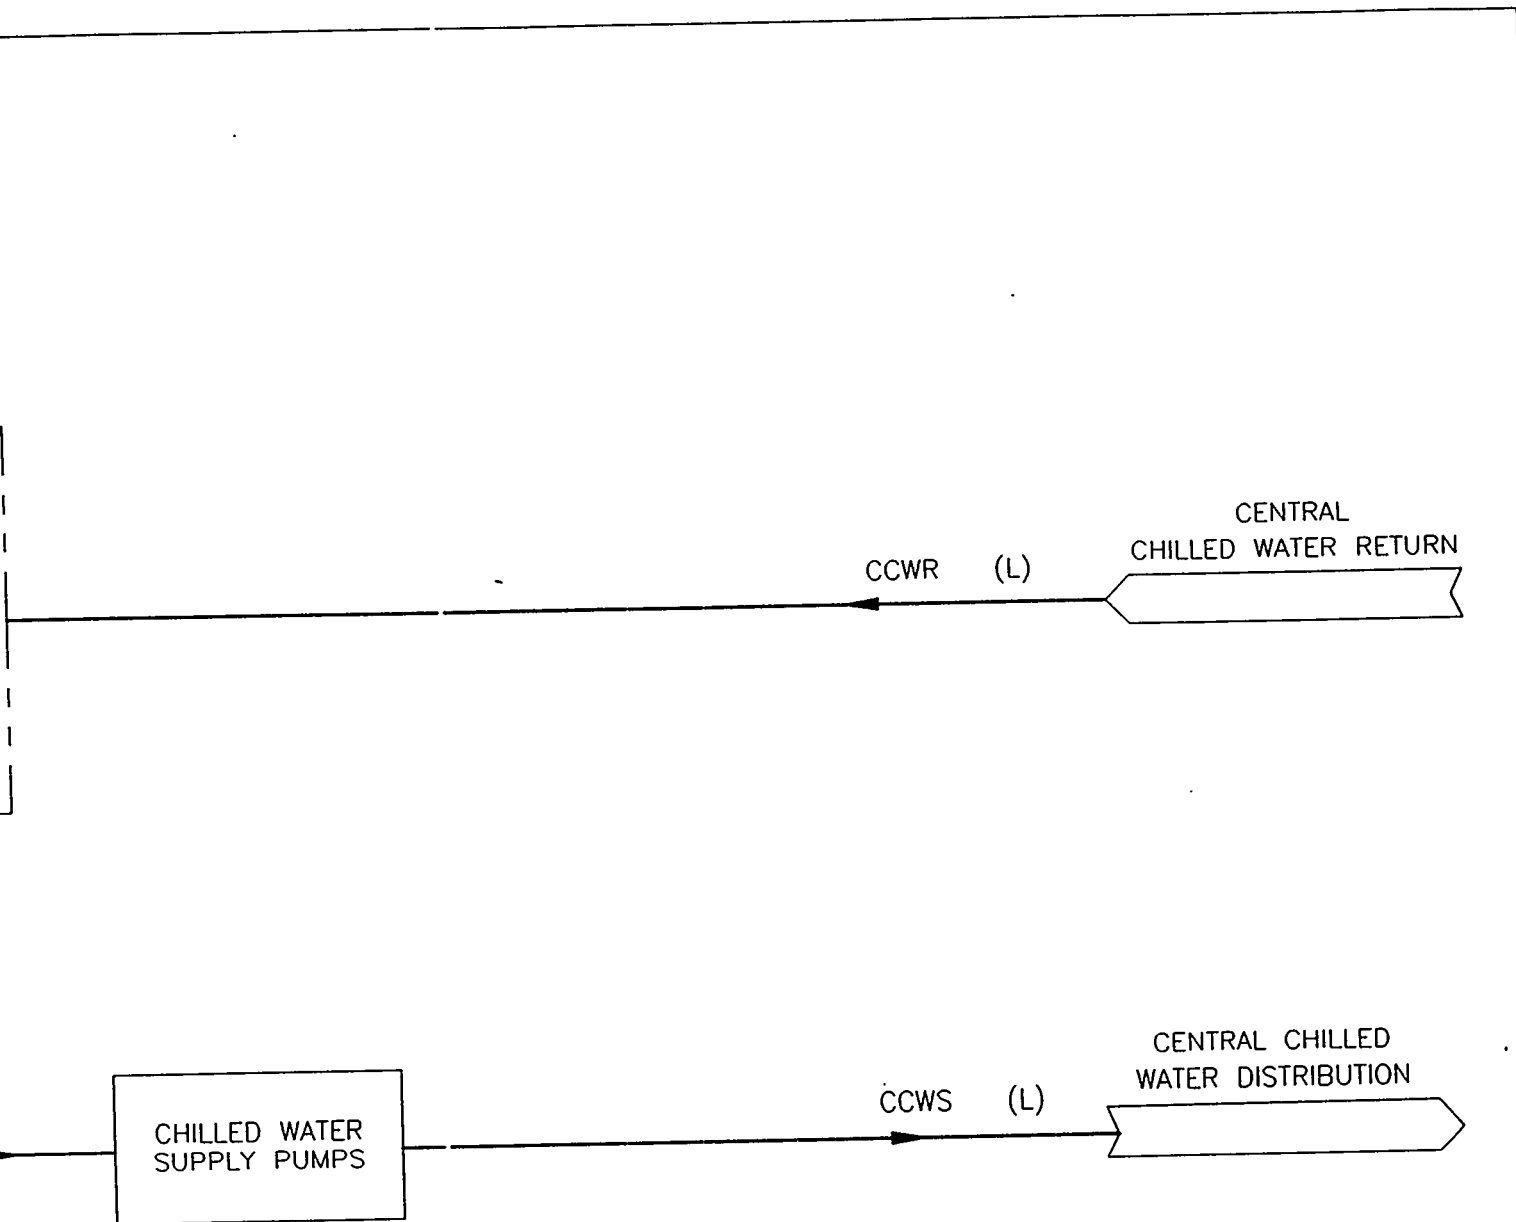 CENTRAL
CHILLED WATER RETURN
CCWR (L)
CENTRAL CHILLED
WATER DISTRIBUTION
CCWS (L)
CHILLED WATER
SUPPLY PUMPS